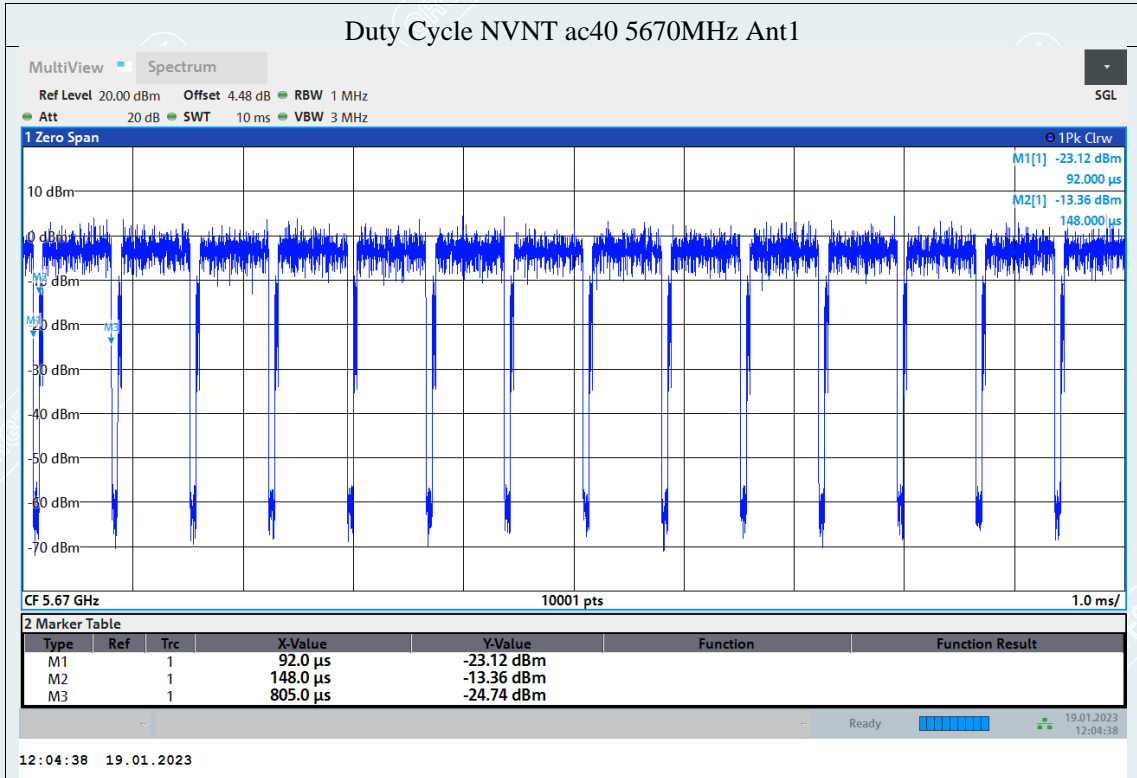 Duty Cycle NVNT ac40 5670MHz Ant1
MultiView Spectrum
Ref Level 20.00 dBm Offset 4.48 dB RBW 1 MHz SGL
Att 20 dB SWT 10 ms VBW 3 MHz
1 Zero Span 1Pk Clrw
M1[1] -23.12 dBm
92.000 µs
M2[1] -13.36 dBm
148.000 µs
10 dBm
0 dBm
M2
-10 dBm
M1
-20 dBm
M3
-30 dBm
-40 dBm
-50 dBm
-60 dBm
-70 dBm
CF 5.67 GHz 10001 pts 1.0 ms/
2 Marker Table
Type Ref Trc X-Value Y-Value Function Function Result
M1 1 92.0 µs -23.12 dBm
M2 1 148.0 µs -13.36 dBm
M3 1 805.0 µs -24.74 dBm
Ready 19.01.2023
12:04:38
12:04:38 19.01.2023